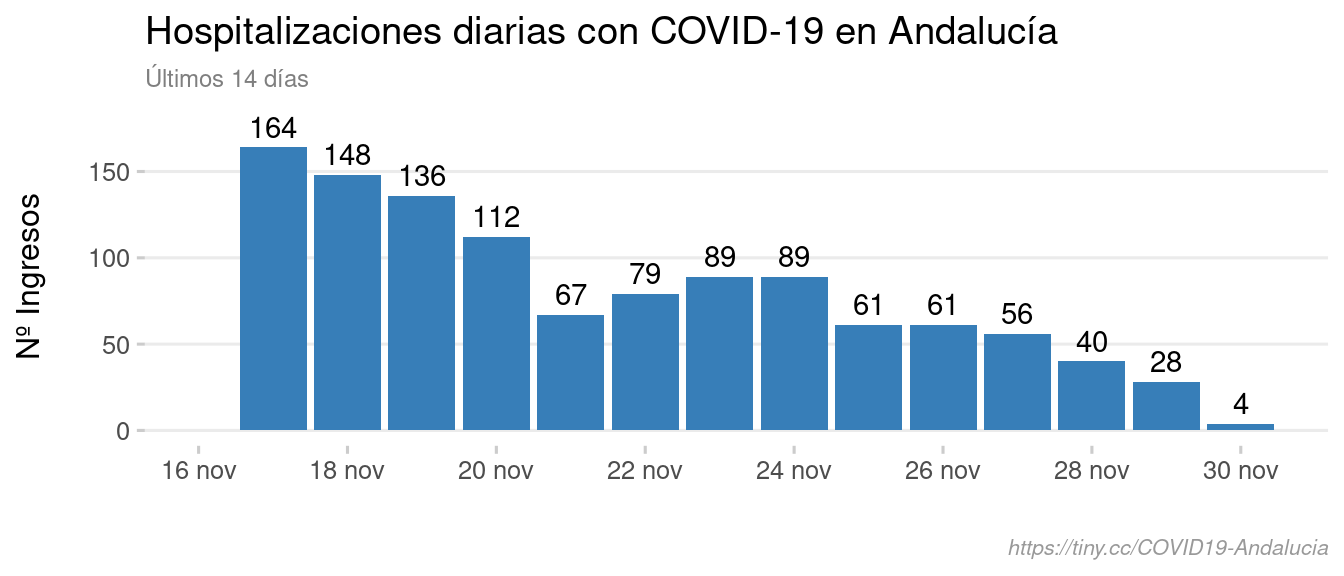 Hospitalizaciones diarias con COVID-19 en Andalucía
Últimos 14 días
164
148
136
112
67
79
89
89
61
61
56
40
28
4
Nº Ingresos
150
100
50
0
16 nov
18 nov
20 nov
22 nov
24 nov
26 nov
28 nov
30 nov
https://tiny.cc/COVID19-Andalucia